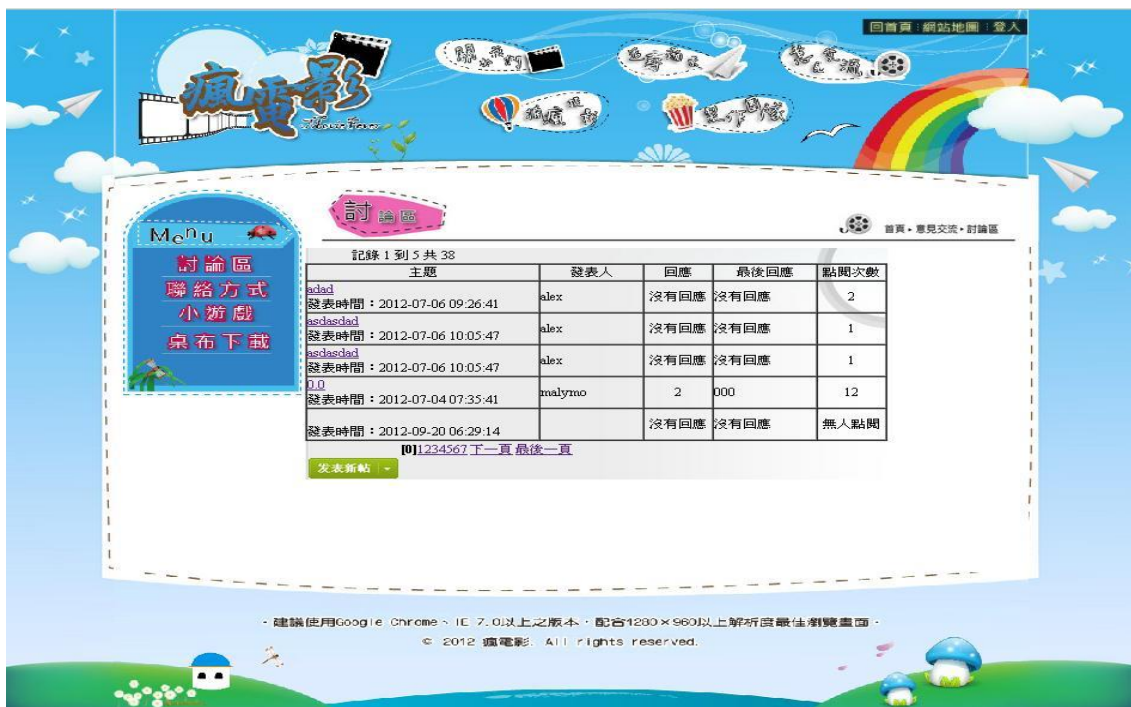 回首頁 | 網站地圖 | 登入
瘋電影
Movie Fever
討論區
首頁 • 意見交流 • 討論區
Menu
討論區
聯絡方式
小遊戲
桌布下載
記錄 1 到 5 共 38
主題 發表人 回應 最後回應 點閱次數
adad
發表時間：2012-07-06 09:26:41 alex 沒有回應 沒有回應 2
asdasdad
發表時間：2012-07-06 10:05:47 alex 沒有回應 沒有回應 1
asdasdad
發表時間：2012-07-06 10:05:47 alex 沒有回應 沒有回應 1
0.0
發表時間：2012-07-04 07:35:41 malymo 2 000 12
發表時間：2012-09-20 06:29:14 沒有回應 沒有回應 無人點閱
[0]1234567 下一頁 最後一頁
发表新帖
‧建議使用Google Chrome、IE 7.0以上之版本‧配合1280×960以上解析度最佳瀏覽畫面‧
© 2012 瘋電影. All rights reserved.